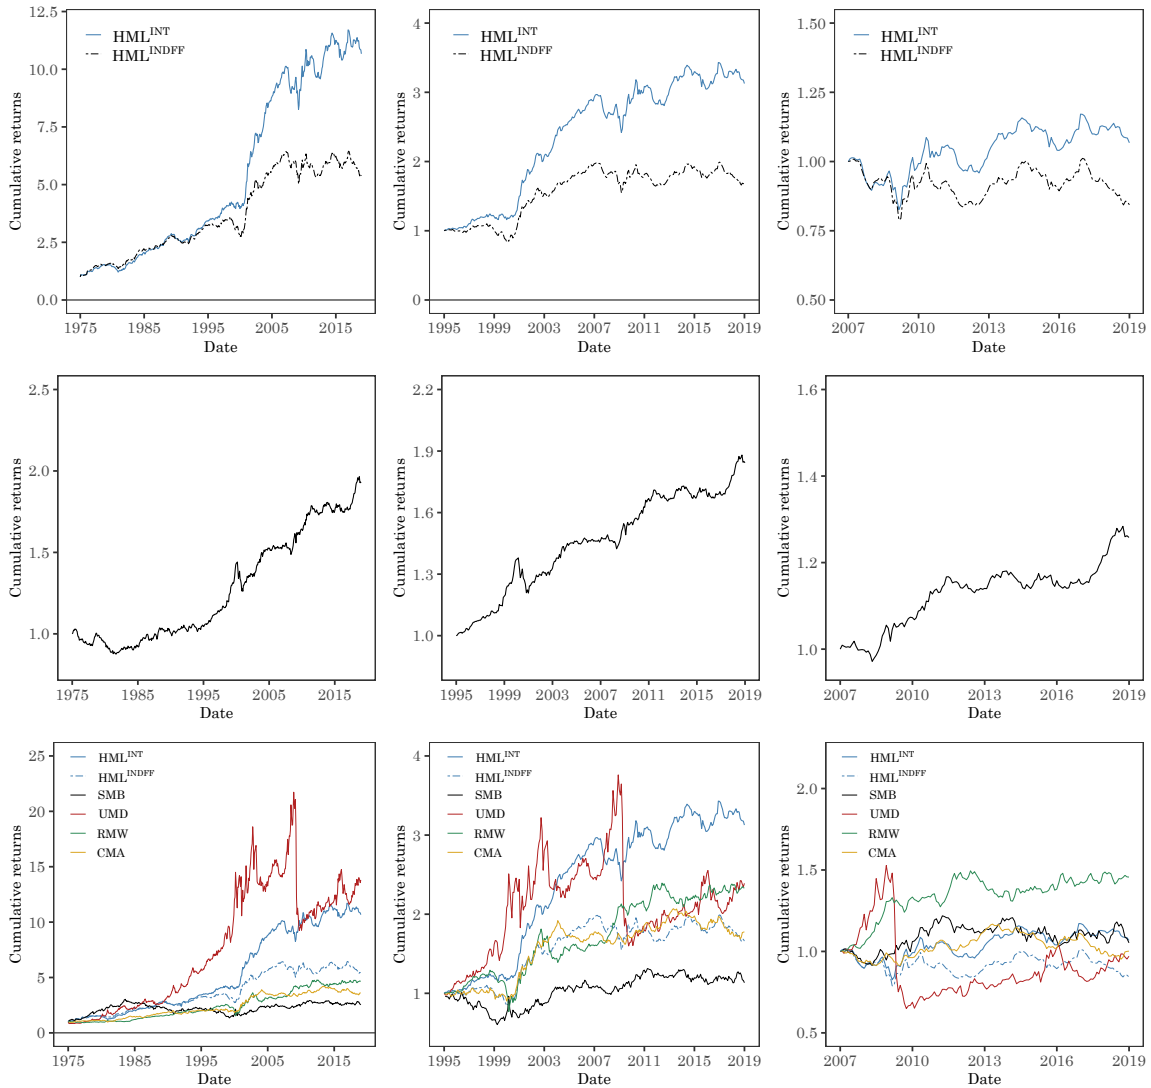 HML^INT
HML^INDFF
Cumulative returns
12.5
10.0
7.5
5.0
2.5
0.0
1975 1985 1995 2005 2015
Date
HML^INT
HML^INDFF
Cumulative returns
4
3
2
1
0
1995 1999 2003 2007 2011 2015 2019
Date
HML^INT
HML^INDFF
Cumulative returns
1.50
1.25
1.00
0.75
0.50
2007 2010 2013 2016 2019
Date
Cumulative returns
2.5
2.0
1.5
1.0
1975 1985 1995 2005 2015
Date
Cumulative returns
2.2
1.9
1.6
1.3
1.0
1995 1999 2003 2007 2011 2015 2019
Date
Cumulative returns
1.6
1.4
1.2
1.0
2007 2010 2013 2016 2019
Date
HML^INT
HML^INDFF
SMB
UMD
RMW
CMA
Cumulative returns
25
20
15
10
5
0
1975 1985 1995 2005 2015
Date
HML^INT
HML^INDFF
SMB
UMD
RMW
CMA
Cumulative returns
4
3
2
1
1995 1999 2003 2007 2011 2015 2019
Date
HML^INT
HML^INDFF
SMB
UMD
RMW
CMA
Cumulative returns
2.0
1.5
1.0
0.5
2007 2010 2013 2016 2019
Date